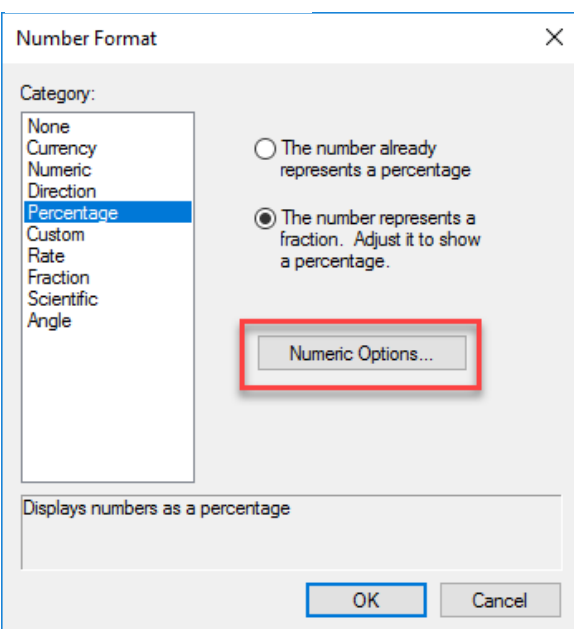 Number Format
Category:
None
Currency
Numeric
Direction
Percentage
Custom
Rate
Fraction
Scientific
Angle
The number already
represents a percentage
The number represents a
fraction.  Adjust it to show
a percentage.
Numeric Options...
Displays numbers as a percentage
OK
Cancel